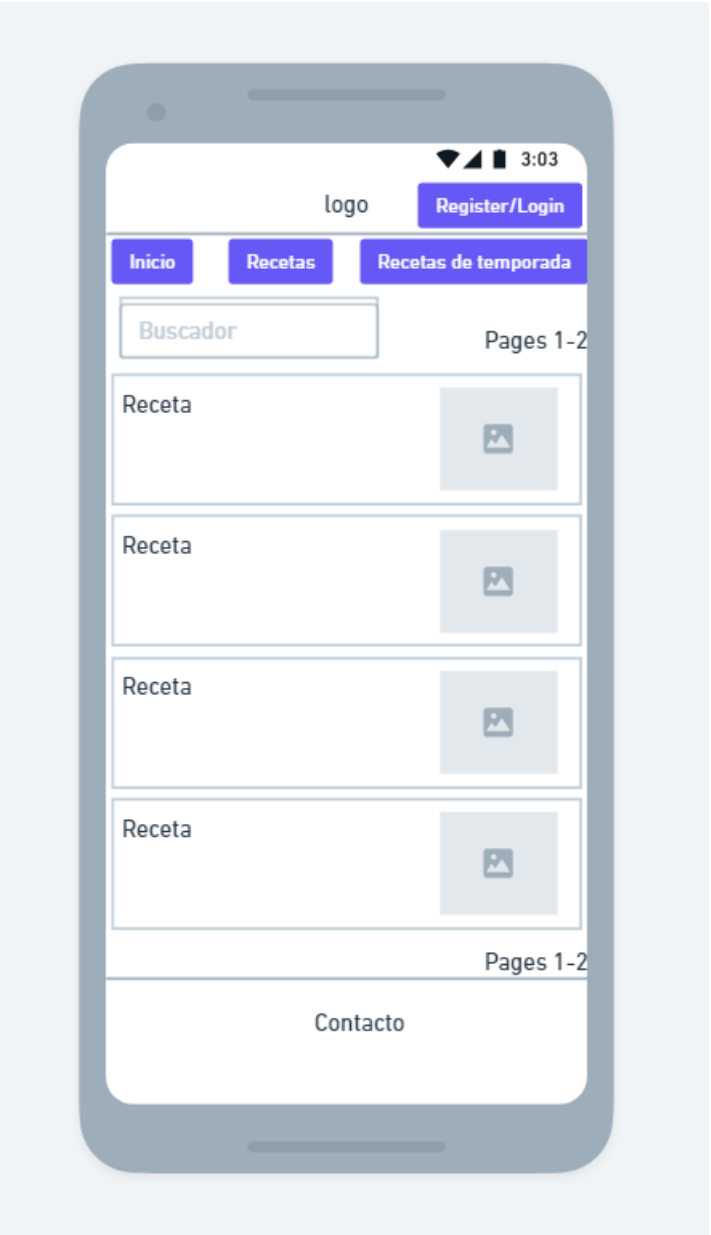 3:03
logo Register/Login
Inicio Recetas Recetas de temporada
Buscador
Pages 1-2
Receta
Receta
Receta
Receta
Pages 1-2
Contacto